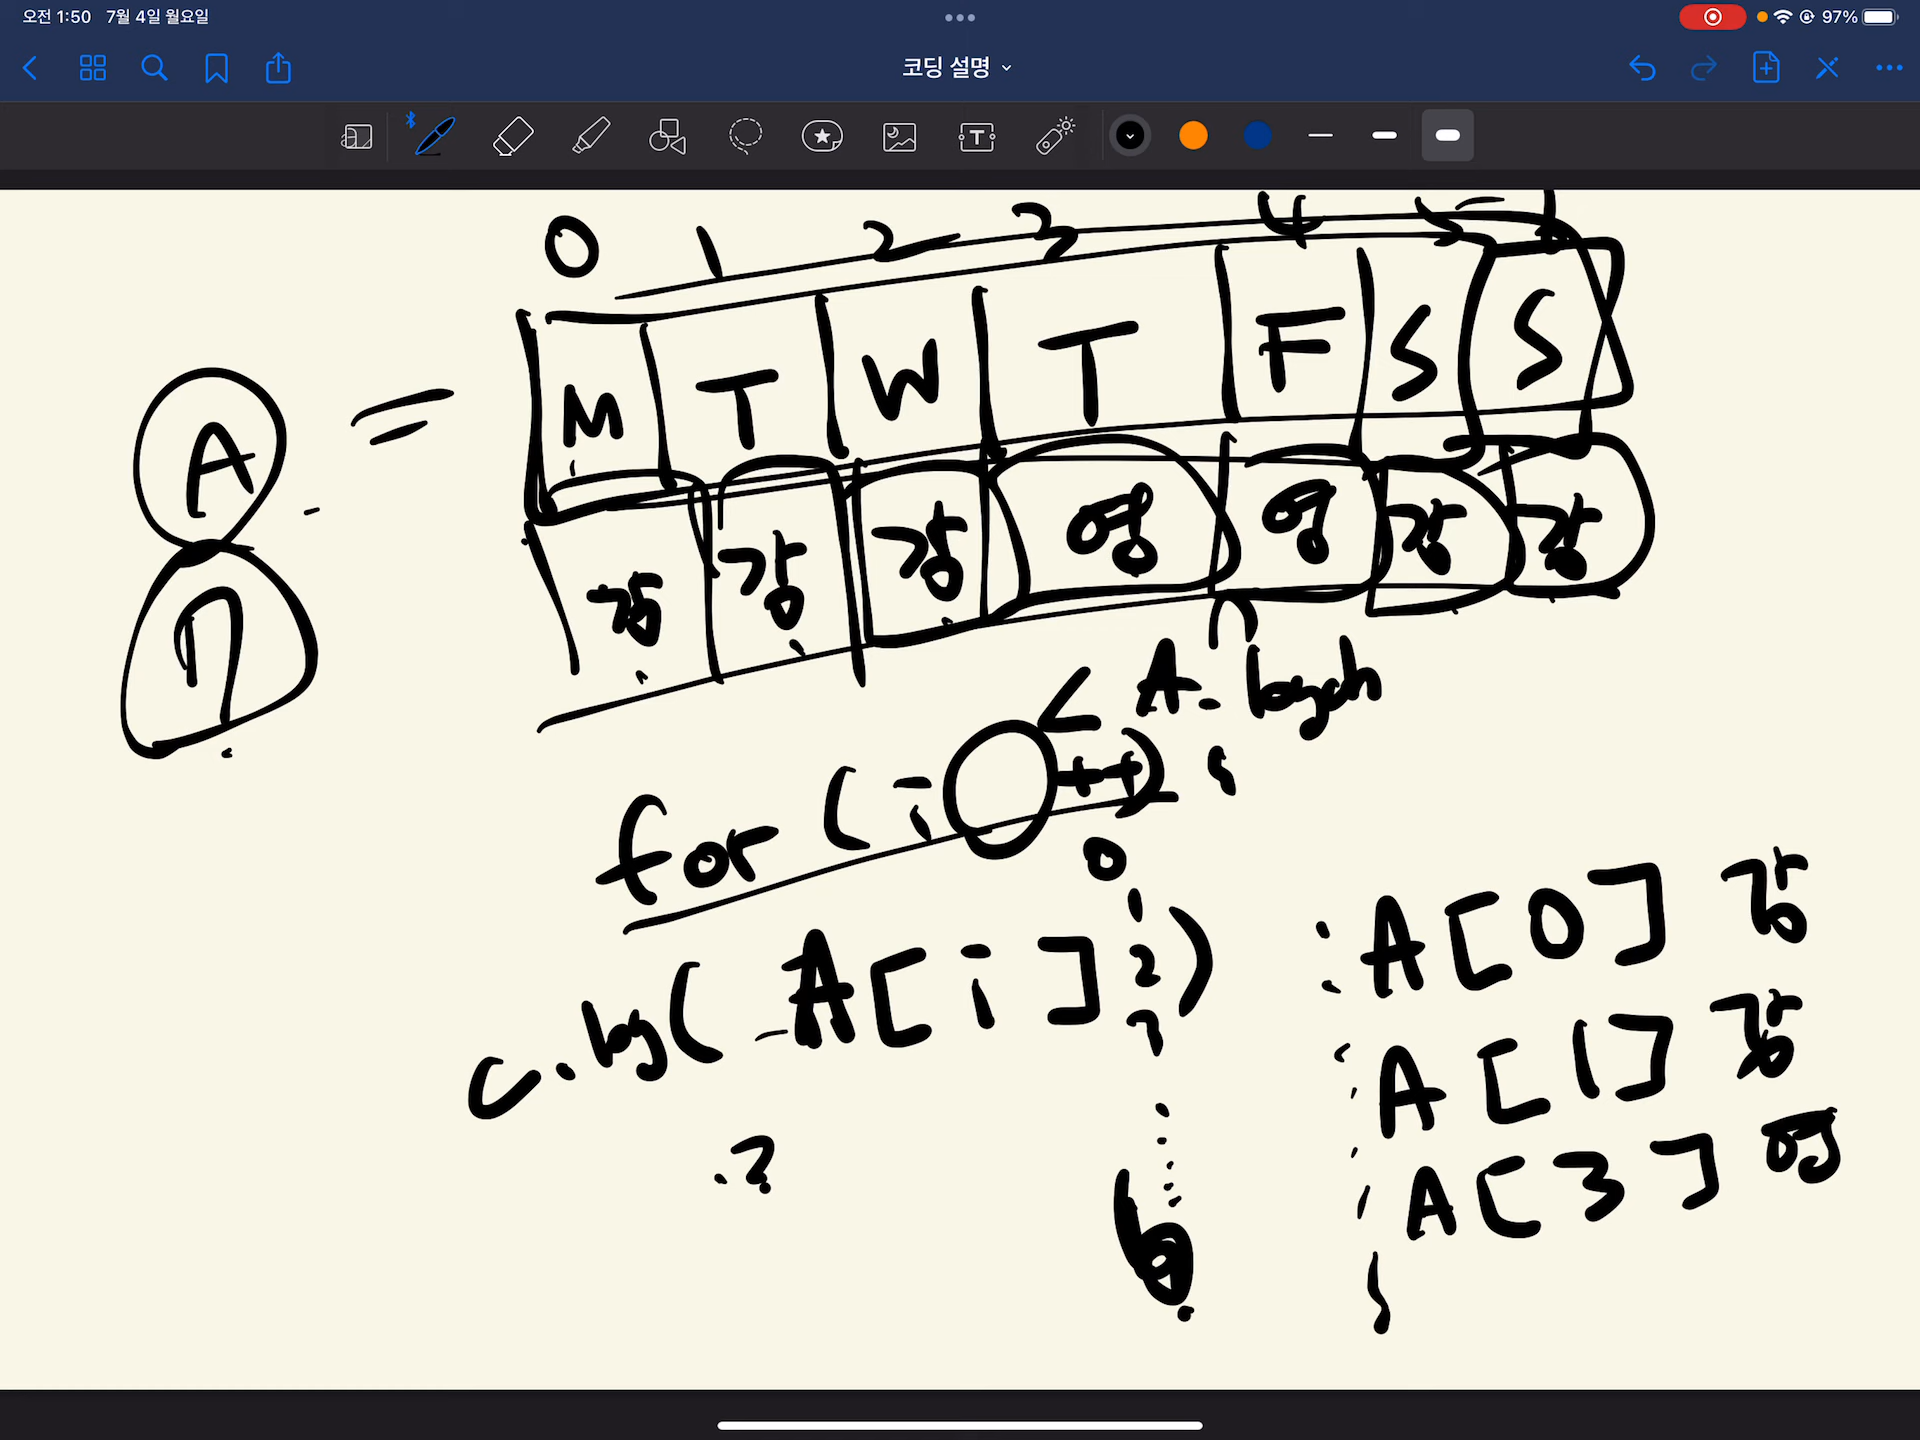 오전 1:50 7월 4일 월요일
97%
코딩 설명
T
0 1 2 3 4 5
A = M T W T F S S
강 강 강 영 영 강 강
< A.
for ( i ++) ;
0
1
2
c.log( A[i] )
A[0] 강
A[1] 강
A[3] 영
?
6